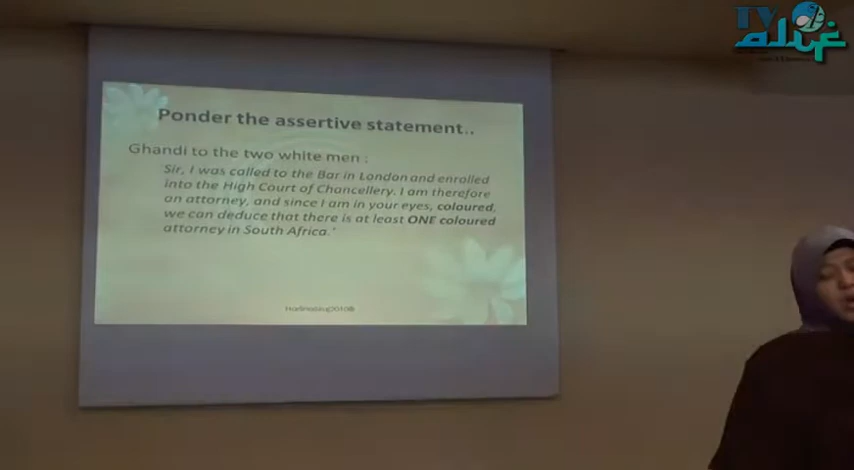 TV
aluf
Ponder the assertive statement..
Ghandi to the two white men :
Sir, I was called to the Bar in London and enrolled
into the High Court of Chancellery. I am therefore
an attorney, and since I am in your eyes, coloured,
we can deduce that there is at least ONE coloured
attorney in South Africa.'